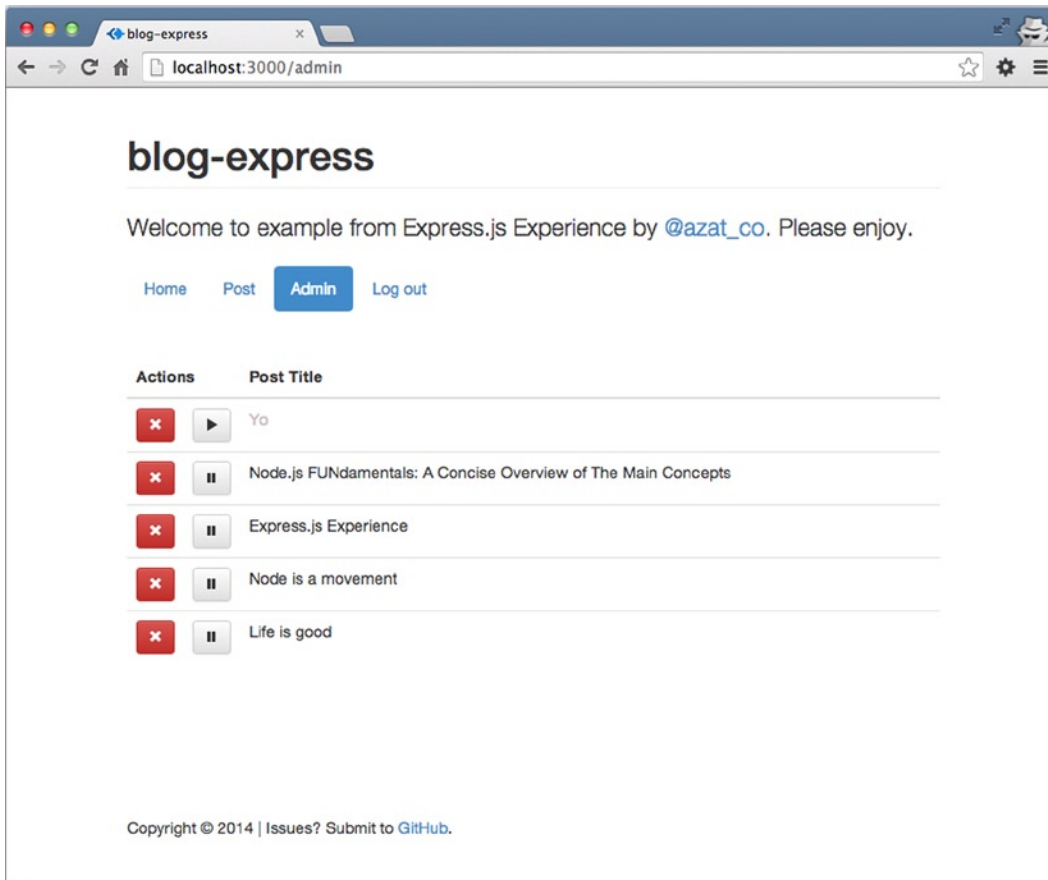 blog-express
localhost:3000/admin
blog-express
Welcome to example from Express.js Experience by @azat_co. Please enjoy.
Home Post Admin Log out
Actions Post Title
Yo
Node.js FUNdamentals: A Concise Overview of The Main Concepts
Express.js Experience
Node is a movement
Life is good
Copyright © 2014 | Issues? Submit to GitHub.